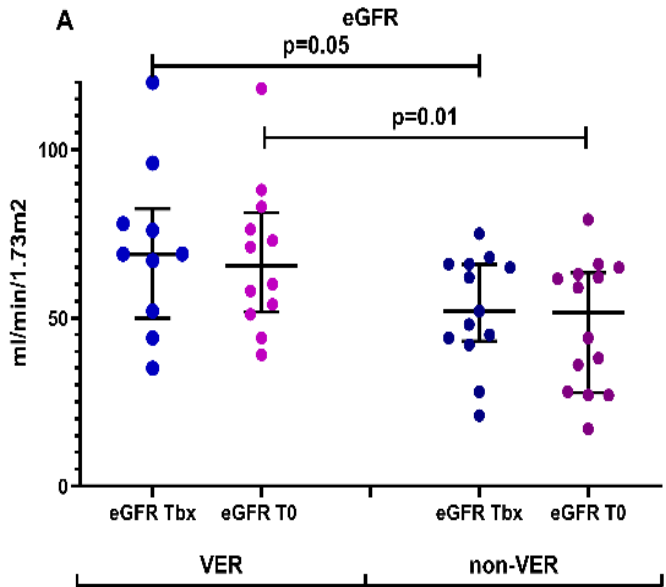 A
eGFR
p=0.05
p=0.01
ml/min/1.73m2
100
50
0
eGFR Tbx
eGFR T0
eGFR Tbx
eGFR T0
VER
non-VER